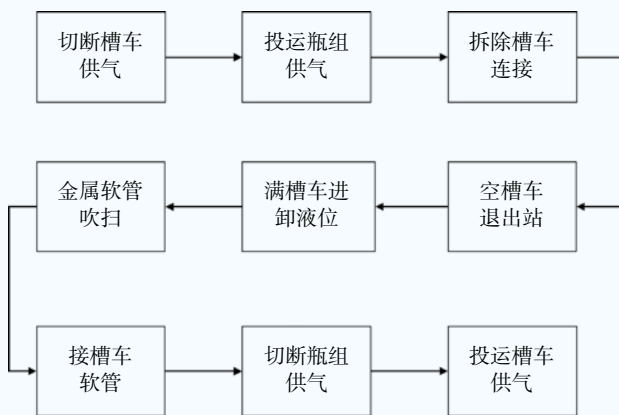 切断槽车
供气
投运瓶组
供气
拆除槽车
连接
空槽车
退出站
满槽车进
卸液位
金属软管
吹扫
接槽车
软管
切断瓶组
供气
投运槽车
供气